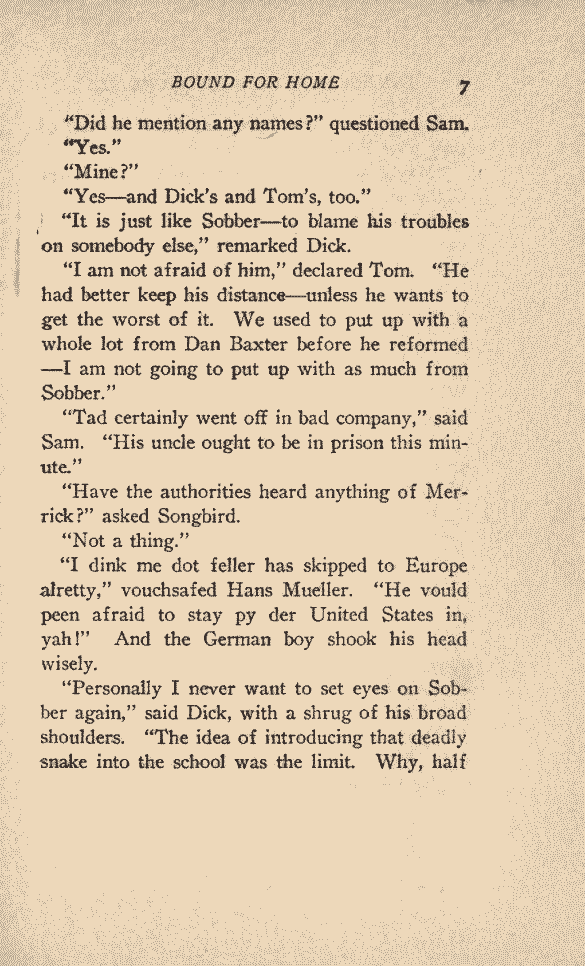 BOUND FOR HOME 7
“Did he mention any names?” questioned Sam.
“Yes.”
“Mine?”
“Yes—and Dick's and Tom's, too.”
“It is just like Sobber—to blame his troubles
on somebody else,” remarked Dick.
“I am not afraid of him,” declared Tom. “He
had better keep his distance—unless he wants to
get the worst of it. We used to put up with a
whole lot from Dan Baxter before he reformed
—I am not going to put up with as much from
Sobber.”
“Tad certainly went off in bad company,” said
Sam. “His uncle ought to be in prison this min-
ute.”
“Have the authorities heard anything of Mer-
rick?” asked Songbird.
“Not a thing.”
“I dink me dot feller has skipped to Europe
alretty,” vouchsafed Hans Mueller. “He vould
peen afraid to stay py der United States in,
yah!” And the German boy shook his head
wisely.
“Personally I never want to set eyes on Sob-
ber again,” said Dick, with a shrug of his broad
shoulders. “The idea of introducing that deadly
snake into the school was the limit. Why, half